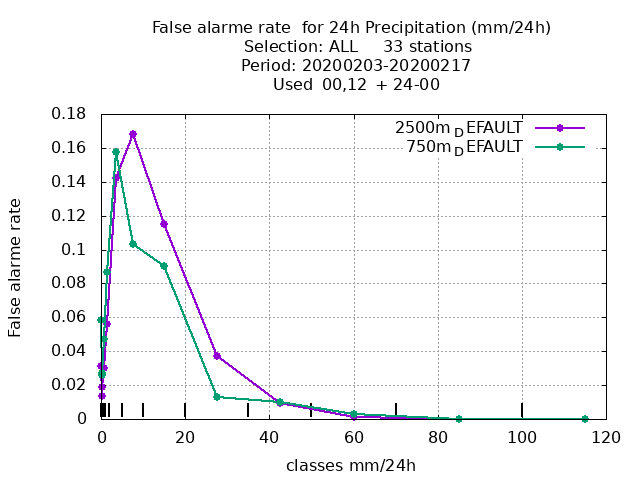 False alarme rate  for 24h Precipitation (mm/24h)
Selection: ALL     33 stations
Period: 20200203-20200217
Used  00,12  + 24-00
2500m_DEFAULT
750m_DEFAULT
False alarme rate
0.18
0.16
0.14
0.12
0.1
0.08
0.06
0.04
0.02
0
0 20 40 60 80 100 120
classes mm/24h